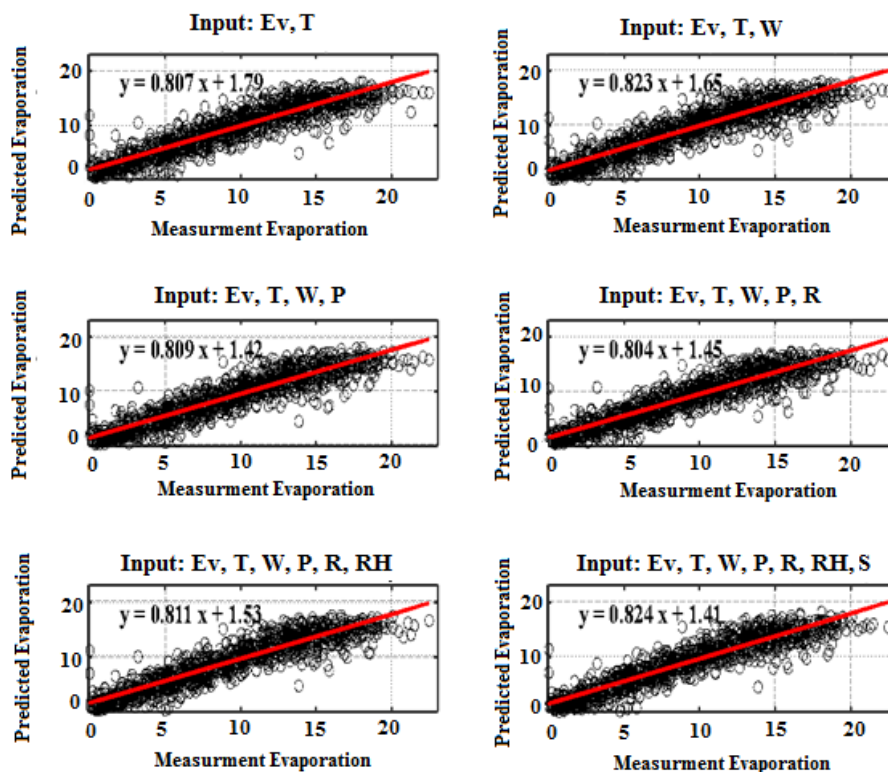 Input: Ev, T
Predicted Evaporation
20
10
0
y = 0.807 x + 1.79
0 5 10 15 20
Measurment Evaporation
Input: Ev, T, W
Predicted Evaporation
20
10
0
y = 0.823 x + 1.65
0 5 10 15 20
Measurment Evaporation
Input: Ev, T, W, P
Predicted Evaporation
20
10
0
y = 0.809 x + 1.42
0 5 10 15 20
Measurment Evaporation
Input: Ev, T, W, P, R
Predicted Evaporation
20
10
0
y = 0.804 x + 1.45
0 5 10 15 20
Measurment Evaporation
Input: Ev, T, W, P, R, RH
Predicted Evaporation
20
10
0
y = 0.811 x + 1.53
0 5 10 15 20
Measurment Evaporation
Input: Ev, T, W, P, R, RH, S
Predicted Evaporation
20
10
0
y = 0.824 x + 1.41
0 5 10 15 20
Measurment Evaporation